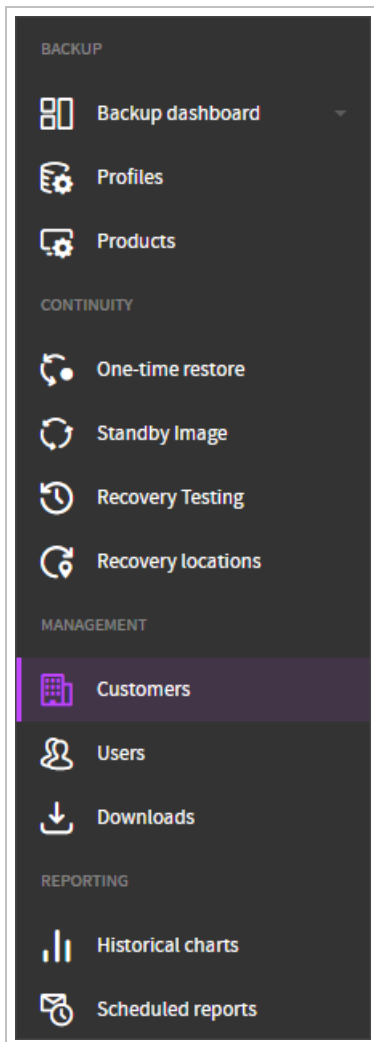 BACKUP
Backup dashboard
Profiles
Products
CONTINUITY
One-time restore
Standby Image
Recovery Testing
Recovery locations
MANAGEMENT
Customers
Users
Downloads
REPORTING
Historical charts
Scheduled reports